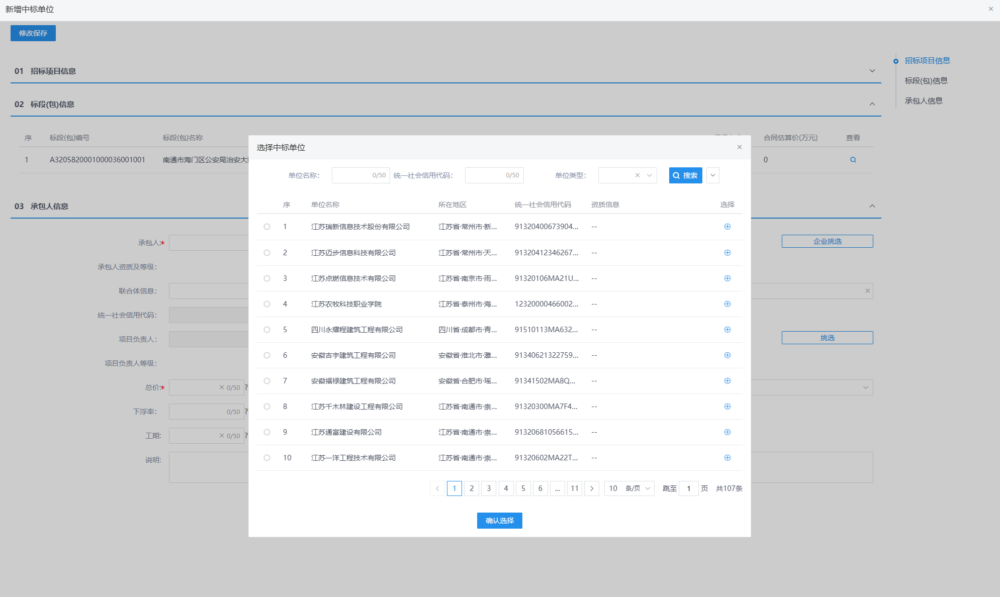 新增中标单位
修改保存
01 招标项目信息
招标项目信息
标段(包)信息
承包人信息
02 标段(包)信息
序 标段(包)编号 标段(包)名称 合同估算价(万元) 查看
1 A3205820001000036001001 南通市海门区公安局治安大 0
03 承包人信息
承包人:* 企业挑选
承包人资质及等级：
联合体信息：
统一社会信用代码：
项目负责人： 挑选
项目负责人等级：
总价:* 0/50 ?
下浮率： 0/50 ?
工期: 0/50 ?
说明:
选择中标单位
单位名称： 0/50 统一社会信用代码： 0/50 单位类型： 搜索
序 单位名称 所在地区 统一社会信用代码 资质信息 选择
1 江苏瑞新信息技术股份有限公司 江苏省·常州市·新... 91320400673904... --
2 江苏迈步信息科技有限公司 江苏省·常州市·天... 91320412346267... --
3 江苏点燃信息技术有限公司 江苏省·南京市·雨... 91320106MA21U... --
4 江苏农牧科技职业学院 江苏省·泰州市·海... 12320000466002... --
5 四川永耀程建筑工程有限公司 四川省·成都市·青... 91510113MA632... --
6 安徽吉宇建筑工程有限公司 安徽省·淮北市·濉... 91340621322759... --
7 安徽福禄建筑工程有限公司 安徽省·合肥市·瑶... 91341502MA8Q... --
8 江苏千木林建设工程有限公司 江苏省·南通市·崇... 91320300MA7F4... --
9 江苏通富建设有限公司 江苏省·南通市·崇... 91320681056615... --
10 江苏一洋工程技术有限公司 江苏省·南通市·崇... 91320602MA22T... --
1 2 3 4 5 6 ... 11 10 条/页 跳至 1 页 共107条
确认选择